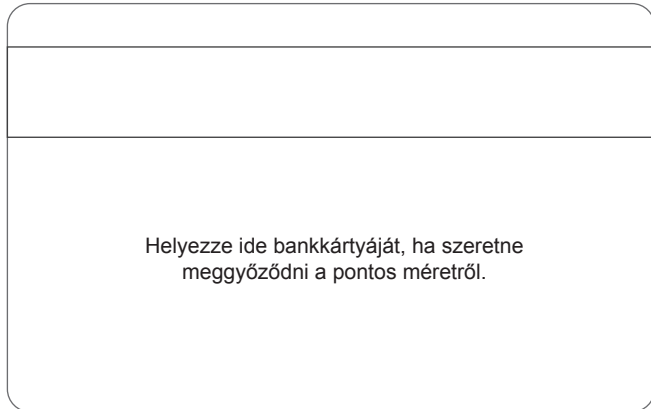 Helyezze ide bankkártyáját, ha szeretne
meggyőződni a pontos méretről.